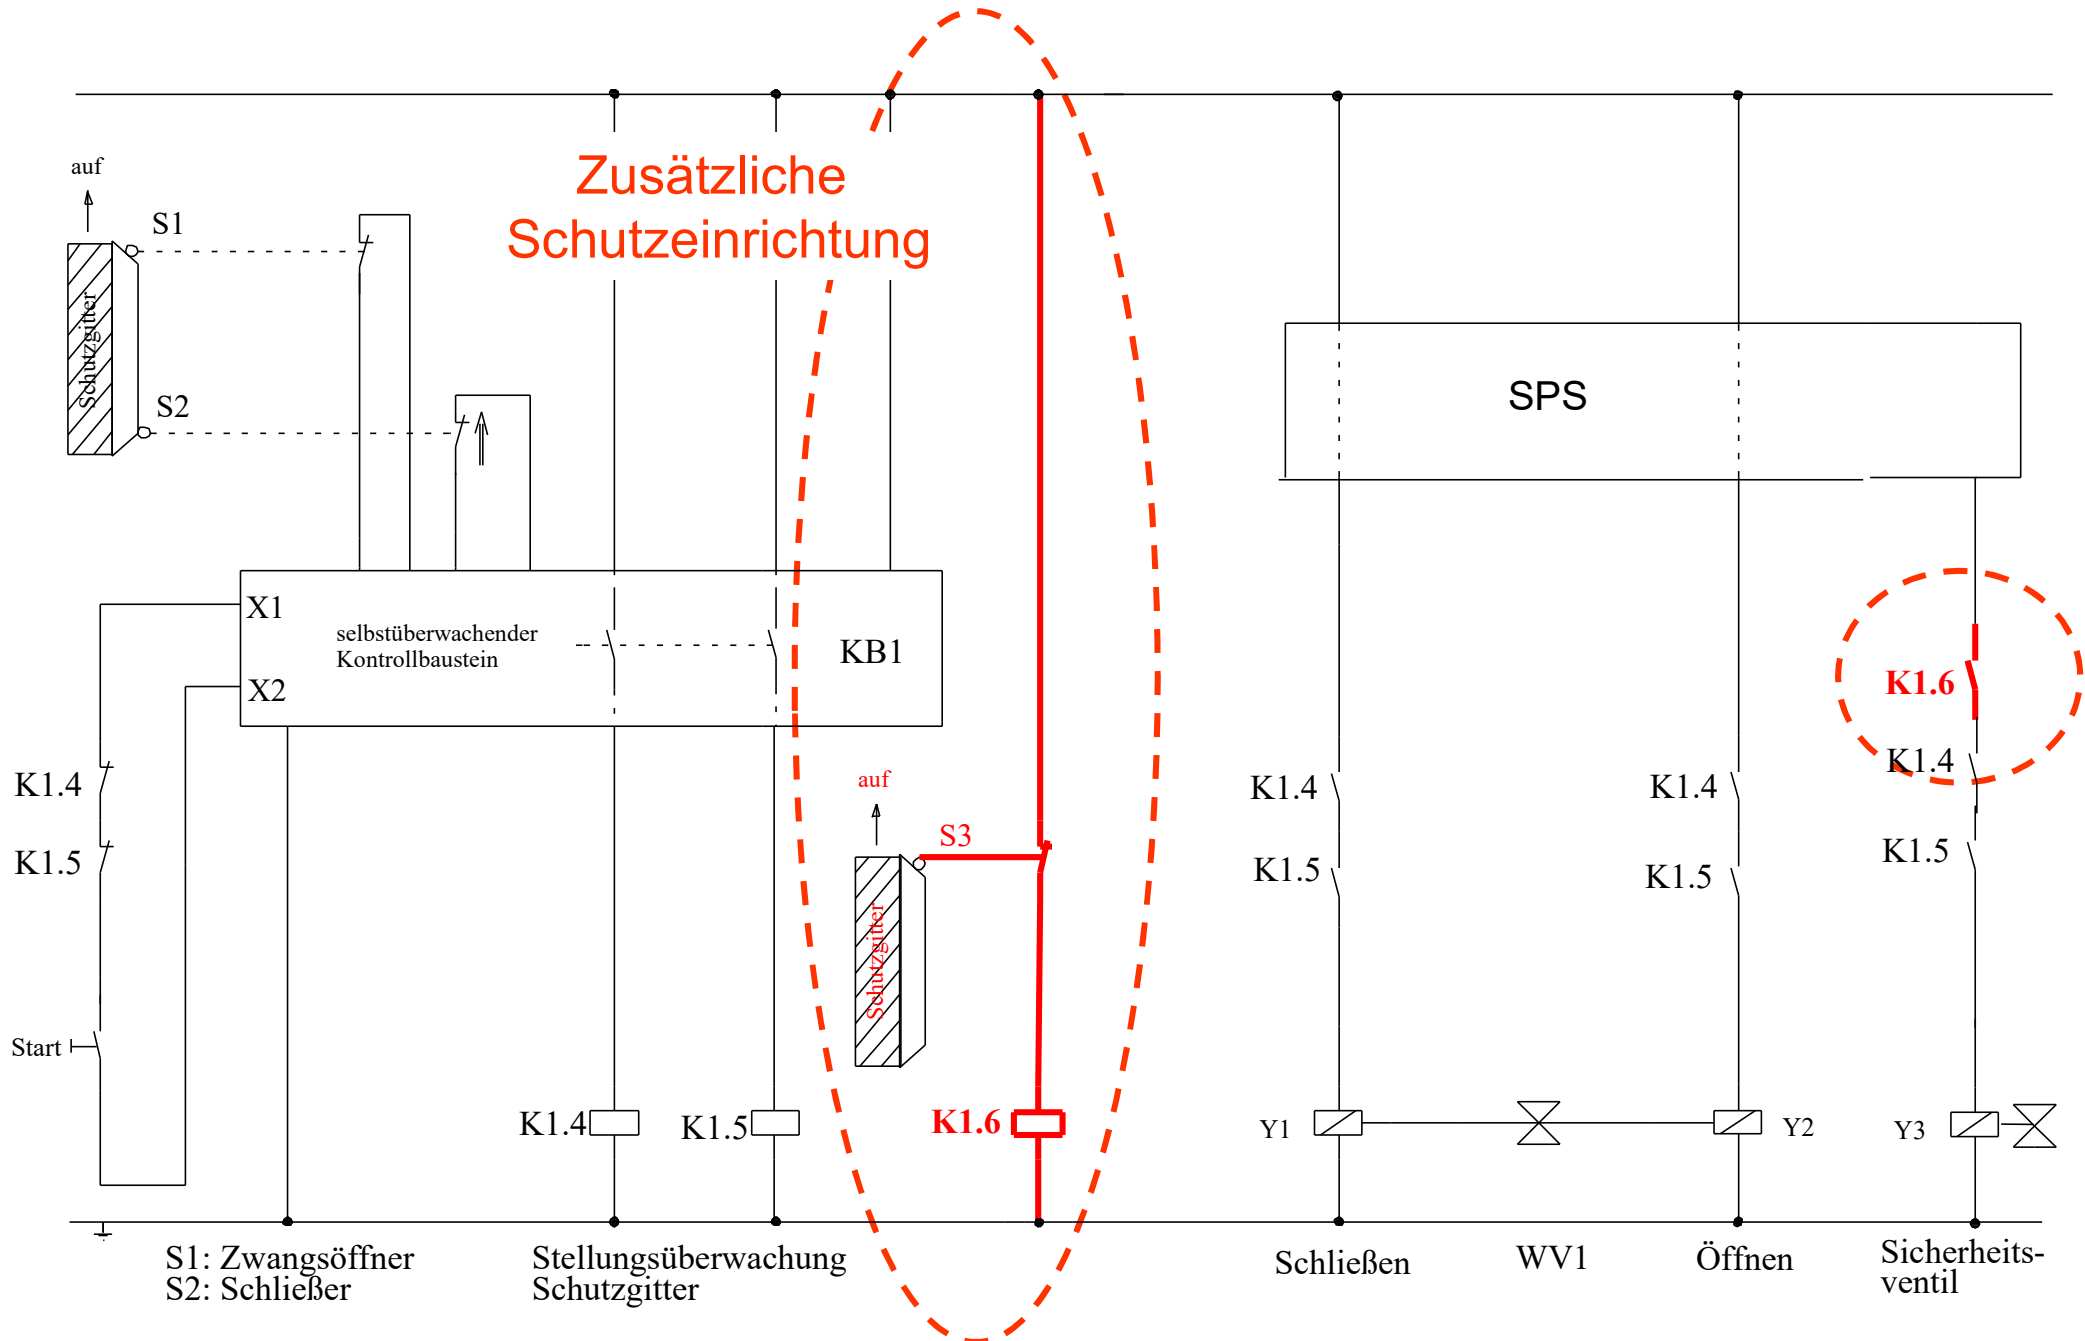 Zusätzliche
Schutzeinrichtung
auf
S1
Schutzgitter
S2
SPS
X1
selbstüberwachender
Kontrollbaustein
KB1
X2
K1.6
K1.4
K1.4
auf
K1.4
K1.4
S3
K1.5
K1.5
K1.5
K1.5
Schutzgitter
Start
K1.4
K1.5
K1.6
Y1
Y2
Y3
S1: Zwangsöffner
S2: Schließer
Stellungsüberwachung
Schutzgitter
Schließen
WV1
Öffnen
Sicherheits-
ventil